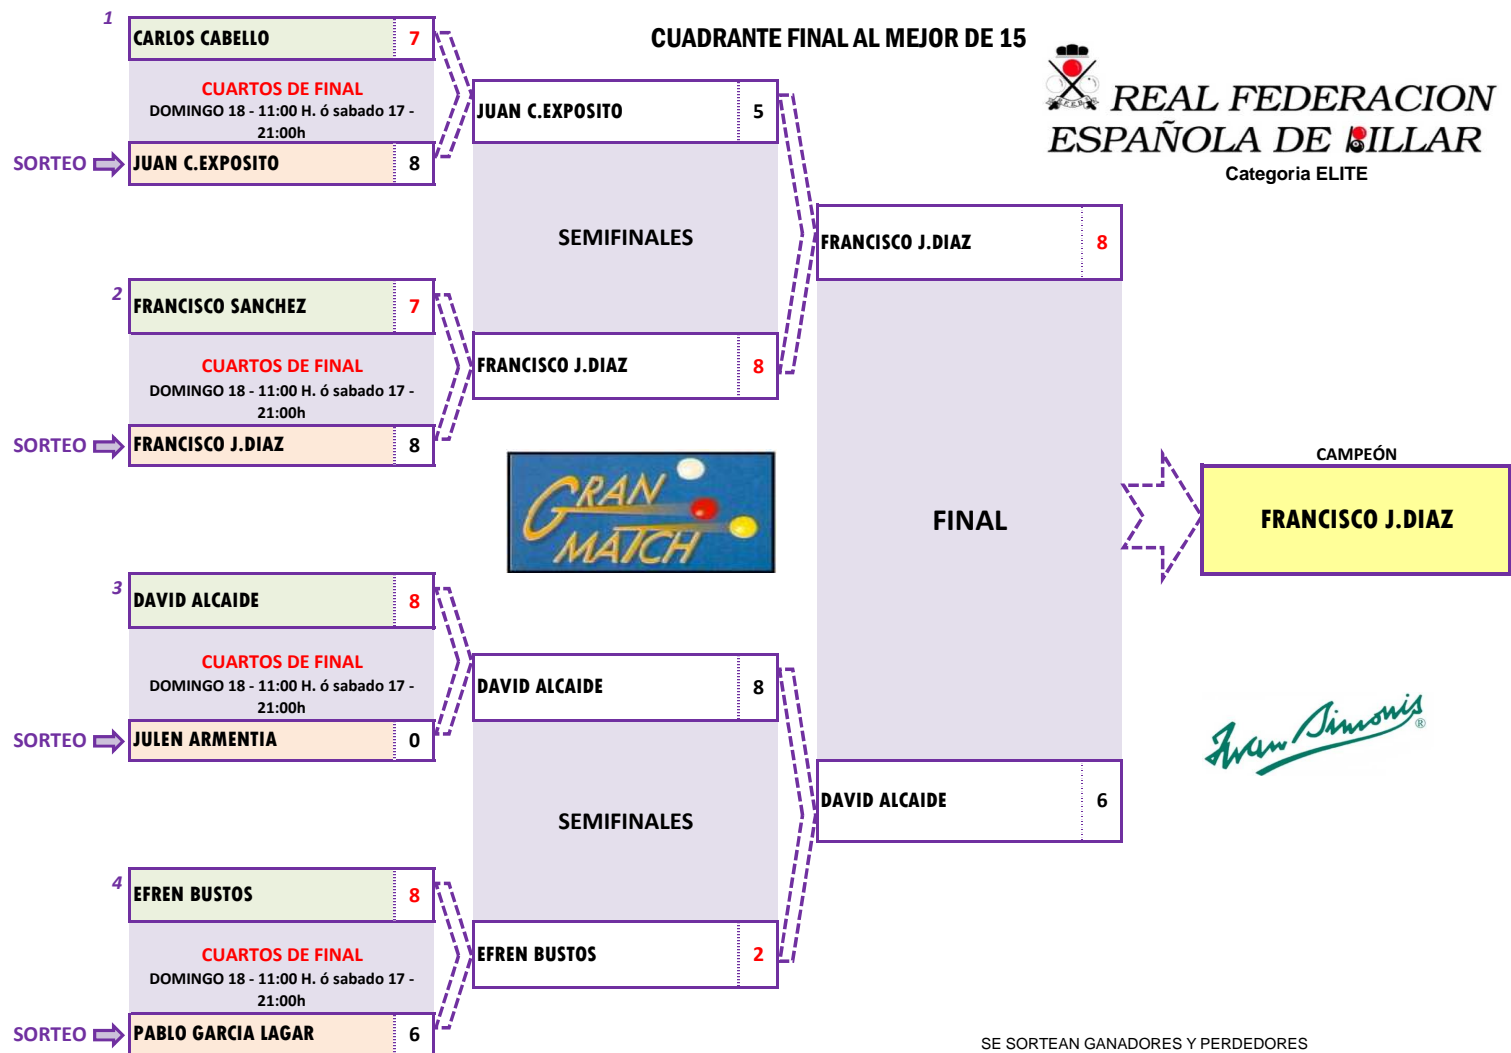 CUADRANTE FINAL AL MEJOR DE 15
REAL FEDERACION
ESPAÑOLA DE BILLAR
Categoria ELITE
1
CARLOS CABELLO 7
CUARTOS DE FINAL
DOMINGO 18 - 11:00 H. ó sabado 17 -
21:00h
SORTEO JUAN C.EXPOSITO 8
2
FRANCISCO SANCHEZ 7
CUARTOS DE FINAL
DOMINGO 18 - 11:00 H. ó sabado 17 -
21:00h
SORTEO FRANCISCO J.DIAZ 8
3
DAVID ALCAIDE 8
CUARTOS DE FINAL
DOMINGO 18 - 11:00 H. ó sabado 17 -
21:00h
SORTEO JULEN ARMENTIA 0
4
EFREN BUSTOS 8
CUARTOS DE FINAL
DOMINGO 18 - 11:00 H. ó sabado 17 -
21:00h
SORTEO PABLO GARCIA LAGAR 6
JUAN C.EXPOSITO 5
SEMIFINALES
FRANCISCO J.DIAZ 8
GRAN
MATCH
DAVID ALCAIDE 8
SEMIFINALES
EFREN BUSTOS 2
FRANCISCO J.DIAZ 8
FINAL
DAVID ALCAIDE 6
CAMPEÓN
FRANCISCO J.DIAZ
Iwan Simonis ®
SE SORTEAN GANADORES Y PERDEDORES